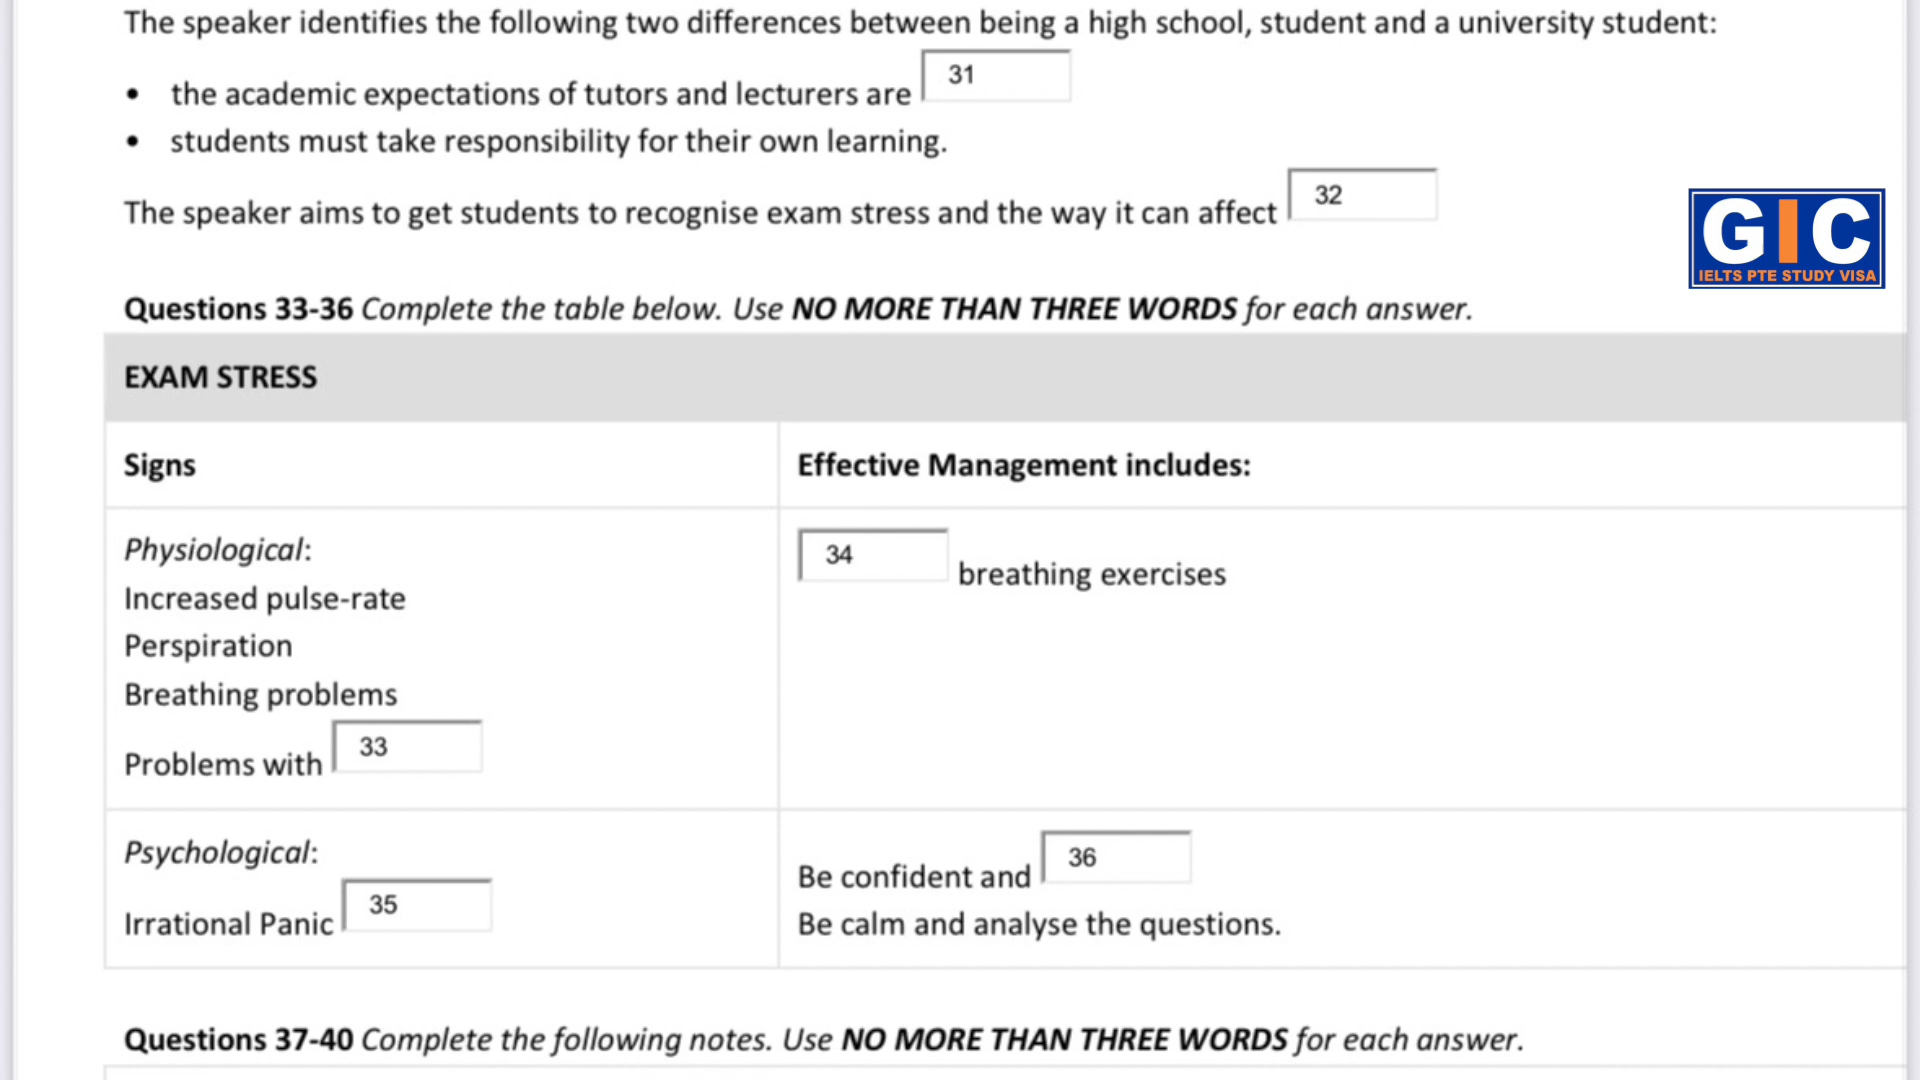 The speaker identifies the following two differences between being a high school, student and a university student:
• the academic expectations of tutors and lecturers are 31
• students must take responsibility for their own learning.
The speaker aims to get students to recognise exam stress and the way it can affect 32
GIC
IELTS PTE STUDY VISA
Questions 33-36 Complete the table below. Use NO MORE THAN THREE WORDS for each answer.
EXAM STRESS
Signs
Effective Management includes:
Physiological:
Increased pulse-rate
Perspiration
Breathing problems
Problems with 33
34 breathing exercises
Psychological:
Irrational Panic 35
Be confident and 36
Be calm and analyse the questions.
Questions 37-40 Complete the following notes. Use NO MORE THAN THREE WORDS for each answer.